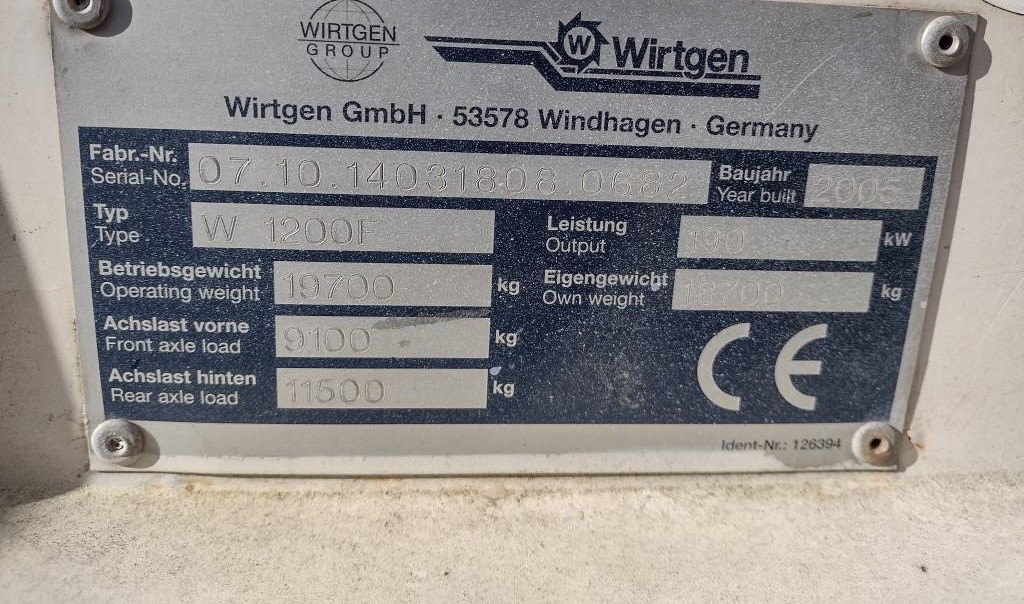 WIRTGEN
GROUP
W Wirtgen
Wirtgen GmbH · 53578 Windhagen · Germany
Fabr.-Nr.
Serial-No. 07.10.14031808.0682
Baujahr
Year built 2005
Typ
Type W 1200F
Leistung
Output 190 kW
Betriebsgewicht
Operating weight 19700 kg
Eigengewicht
Own weight 18700 kg
Achslast vorne
Front axle load 9100 kg
Achslast hinten
Rear axle load 11500 kg
CE
Ident-Nr.: 126394